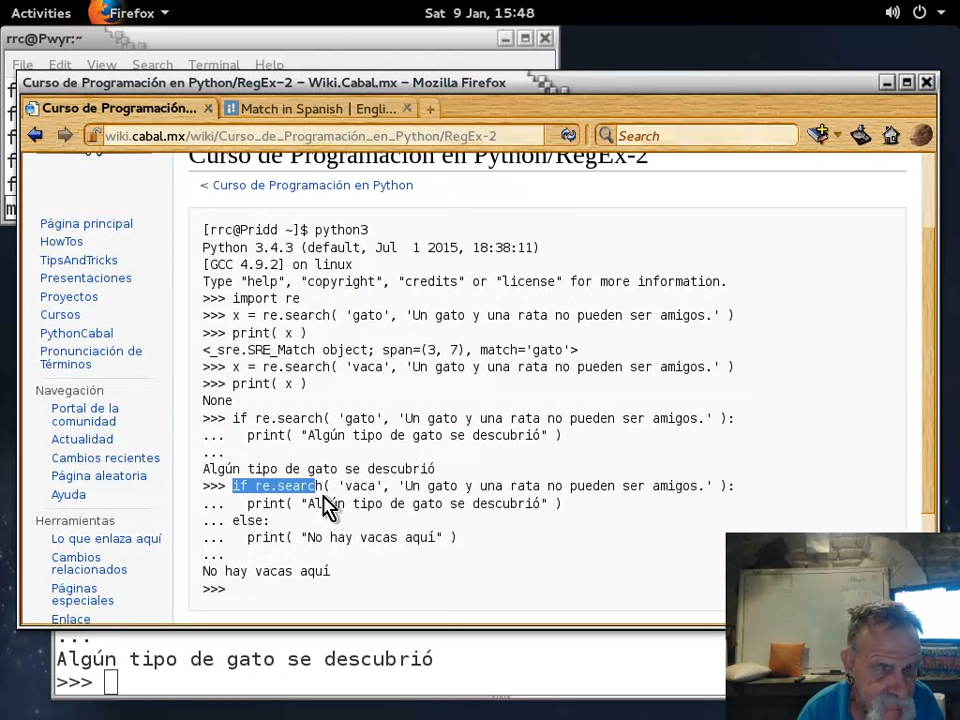 Activities Firefox Sat 9 Jan, 15:48
rrc@Pwyr:~
File Edit View Search Terminal Help
Curso de Programación en Python/RegEx-2 – Wiki.Cabal.mx – Mozilla Firefox
Curso de Programación... Match in Spanish | Engli...
wiki.cabal.mx/wiki/Curso_de_Programación_en_Python/RegEx-2 Search
Curso de Programación en Python/RegEx-2
< Curso de Programación en Python
Página principal
HowTos
TipsAndTricks
Presentaciones
Proyectos
Cursos
PythonCabal
Pronunciación de
Términos
Navegación
Portal de la
comunidad
Actualidad
Cambios recientes
Página aleatoria
Ayuda
Herramientas
Lo que enlaza aquí
Cambios
relacionados
Páginas
especiales
Enlace
[rrc@Pridd ~]$ python3
Python 3.4.3 (default, Jul  1 2015, 18:38:11)
[GCC 4.9.2] on linux
Type "help", "copyright", "credits" or "license" for more information.
>>> import re
>>> x = re.search( 'gato', 'Un gato y una rata no pueden ser amigos.' )
>>> print( x )
<_sre.SRE_Match object; span=(3, 7), match='gato'>
>>> x = re.search( 'vaca', 'Un gato y una rata no pueden ser amigos.' )
>>> print( x )
None
>>> if re.search( 'gato', 'Un gato y una rata no pueden ser amigos.' ):
...   print( "Algún tipo de gato se descubrió" )
...
Algún tipo de gato se descubrió
>>> if re.search( 'vaca', 'Un gato y una rata no pueden ser amigos.' ):
...   print( "Algún tipo de gato se descubrió" )
... else:
...   print( "No hay vacas aquí" )
...
No hay vacas aquí
>>>
...
Algún tipo de gato se descubrió
>>>